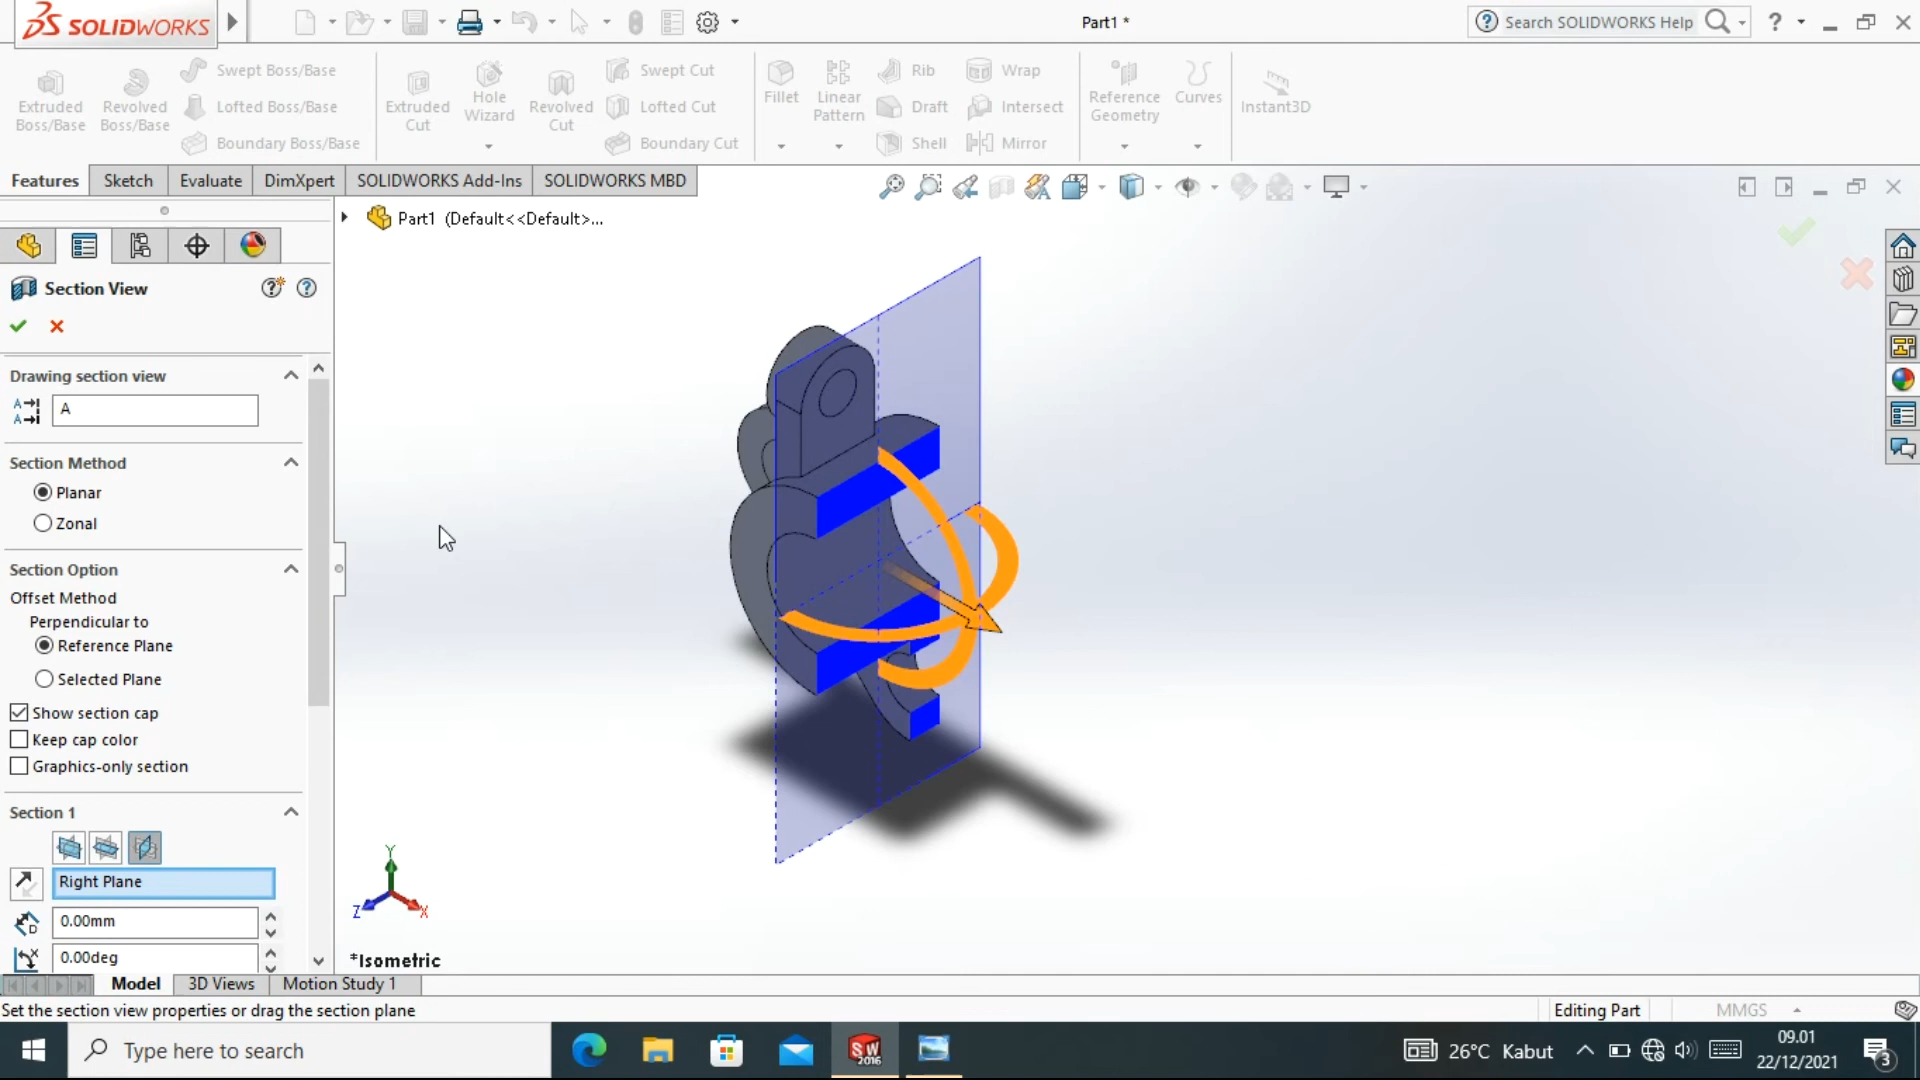 SOLIDWORKS
Part1 *
Search SOLIDWORKS Help
?
Extruded Boss/Base
Revolved Boss/Base
Swept Boss/Base
Lofted Boss/Base
Boundary Boss/Base
Extruded Cut
Hole Wizard
Revolved Cut
Swept Cut
Lofted Cut
Boundary Cut
Fillet
Linear Pattern
Rib
Draft
Shell
Wrap
Intersect
Mirror
Reference Geometry
Curves
Instant3D
Features
Sketch
Evaluate
DimXpert
SOLIDWORKS Add-Ins
SOLIDWORKS MBD
Part1 (Default<<Default>...
Section View
Drawing section view
A
Section Method
Planar
Zonal
Section Option
Offset Method
Perpendicular to
Reference Plane
Selected Plane
Show section cap
Keep cap color
Graphics-only section
Section 1
Right Plane
0.00mm
0.00deg
Y
Z
X
*Isometric
Model
3D Views
Motion Study 1
Set the section view properties or drag the section plane
Editing Part
MMGS
Type here to search
SW
2016
26°C Kabut
09.01
22/12/2021
3